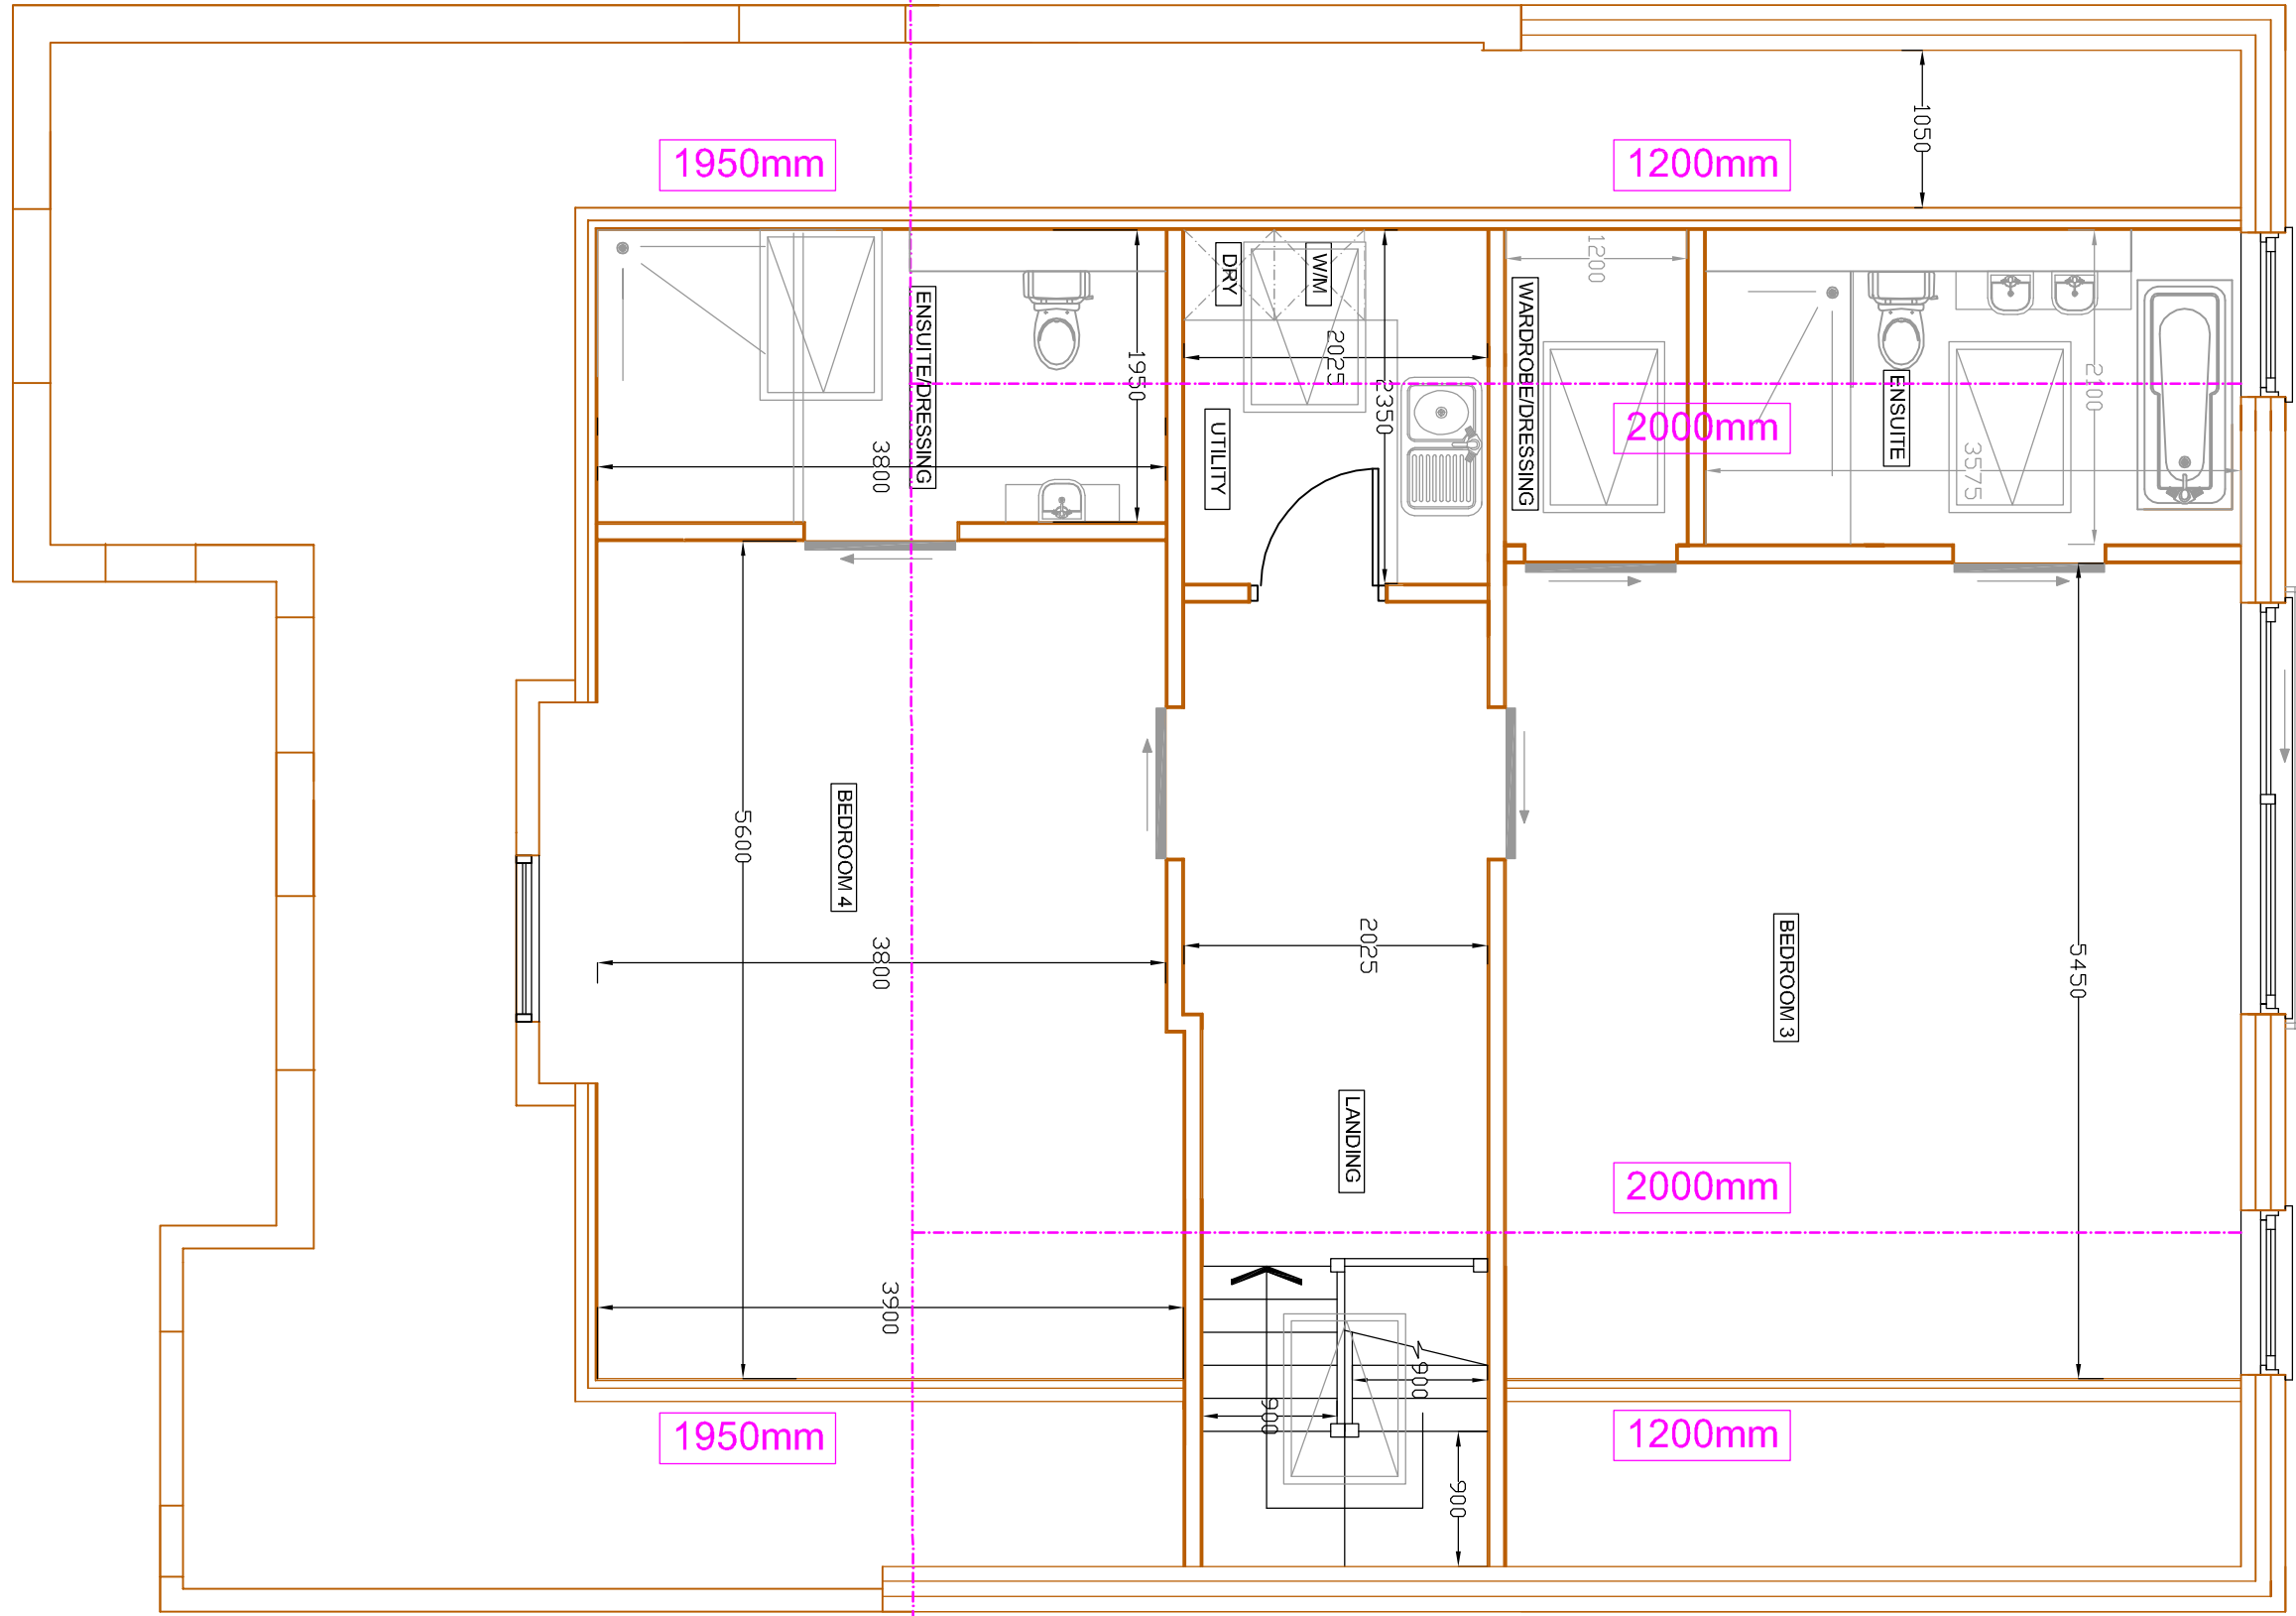 1050
1950mm
1200mm
DRY
W/M
1200
WARDROBE/DRESSING
ENSUITE/DRESSING
1950
2025
2350
2100
2000mm
ENSUITE
UTILITY
3800
3575
BEDROOM 4
5600
3800
2025
BEDROOM 3
5450
LANDING
2000mm
3900
900
900
1950mm
1200mm
900